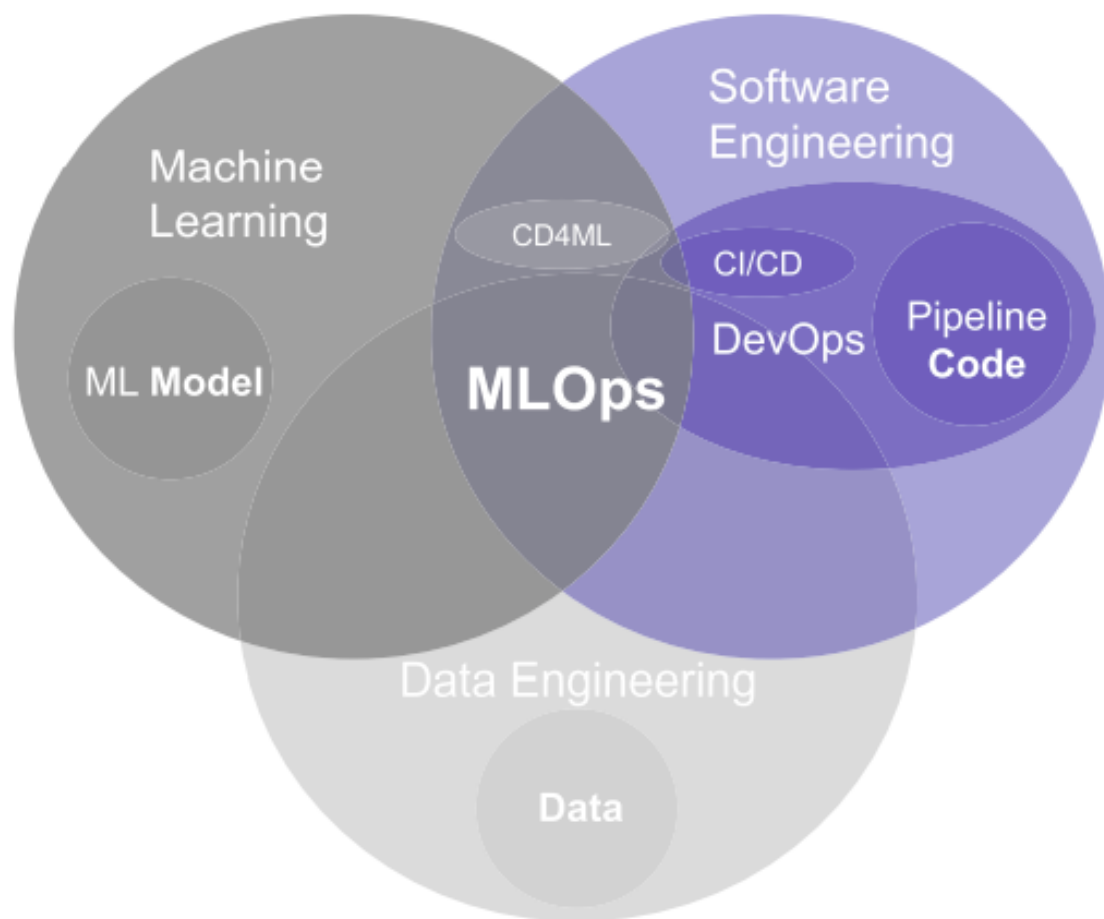 Software
Engineering
Machine
Learning
CD4ML
CI/CD
Pipeline
Code
DevOps
ML Model
MLOps
Data Engineering
Data